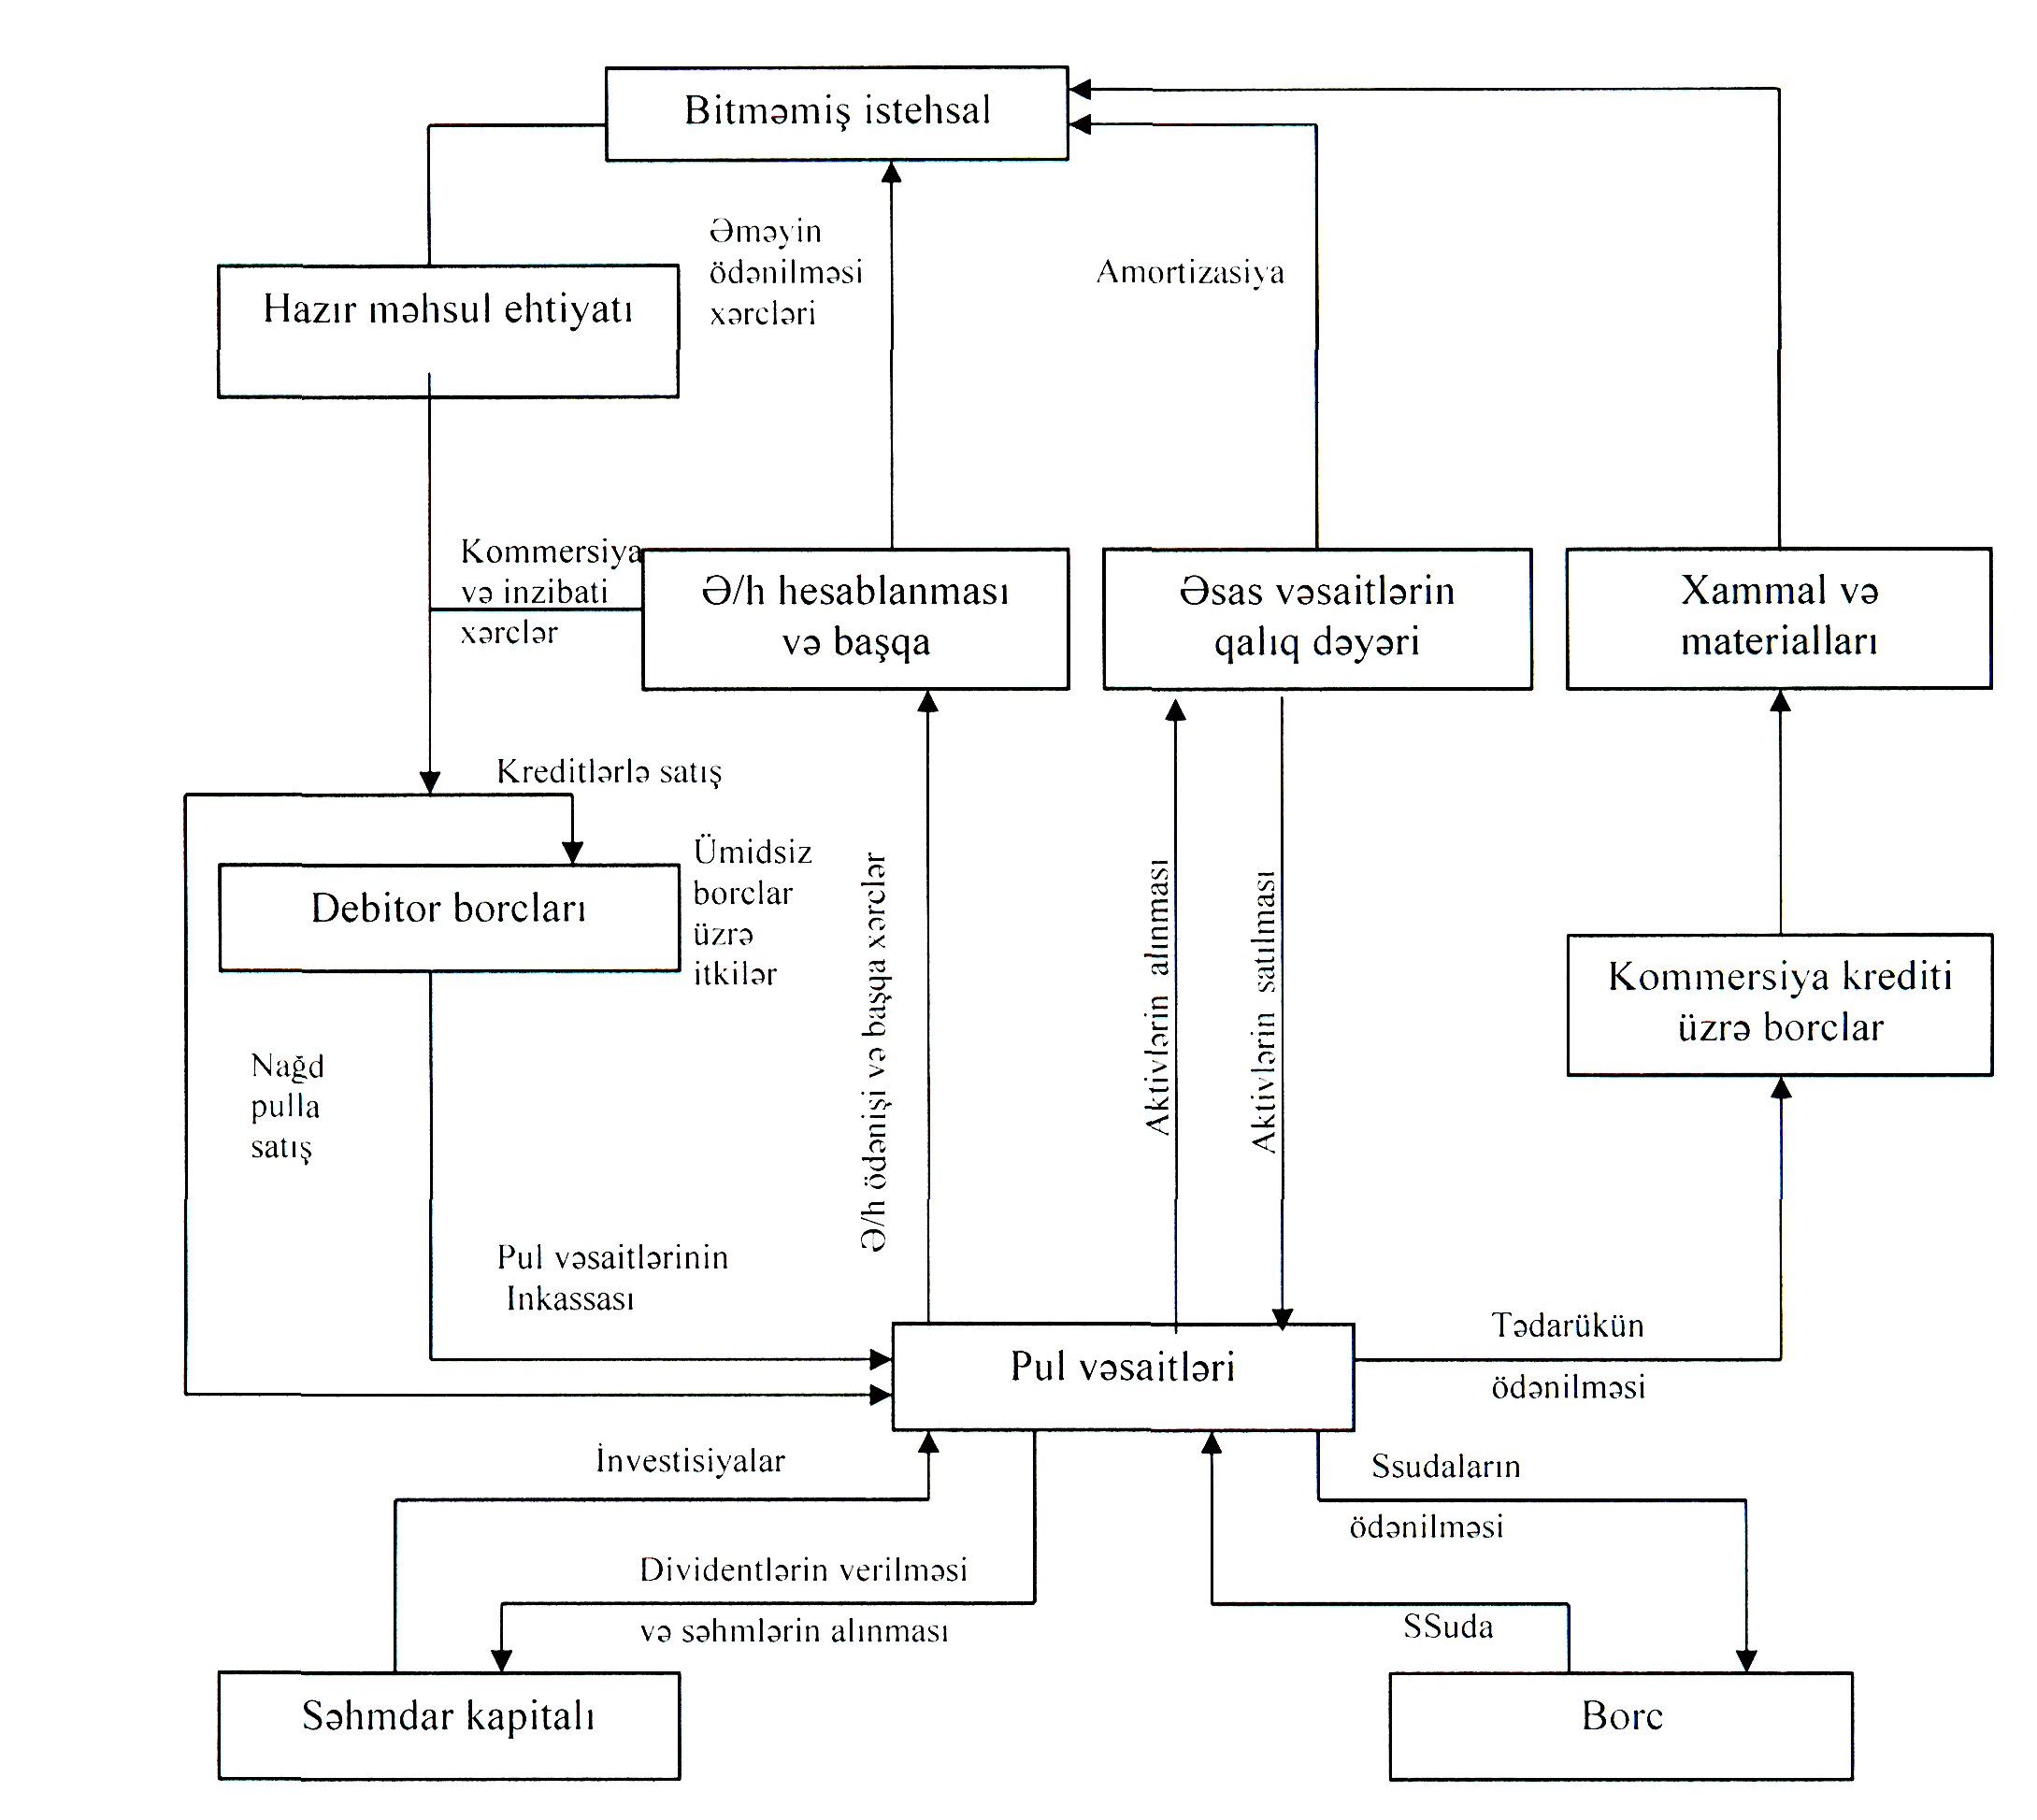 Bitməmiş istehsal
Əməyin
ödənilməsi
xərcləri
Amortizasiya
Hazır məhsul ehtiyatı
Kommersiya
və inzibati
xərclər
Ə/h hesablanması
və başqa
Əsas vəsaitlərin
qalıq dəyəri
Xammal və
materialları
Kreditlərlə satış
Debitor borcları
Ümidsiz
borclar
üzrə
itkilər
Ə/h ödənişi və başqa xərclər
Aktivlərin alınması
Aktivlərin satılması
Kommersiya krediti
üzrə borclar
Nağd
pulla
satış
Pul vəsaitlərinin
Inkassası
Pul vəsaitləri
Tədarükün
ödənilməsi
İnvestisiyalar
Ssudaların
ödənilməsi
Dividentlərin verilməsi
və səhmlərin alınması
SSuda
Səhmdar kapitalı
Borc